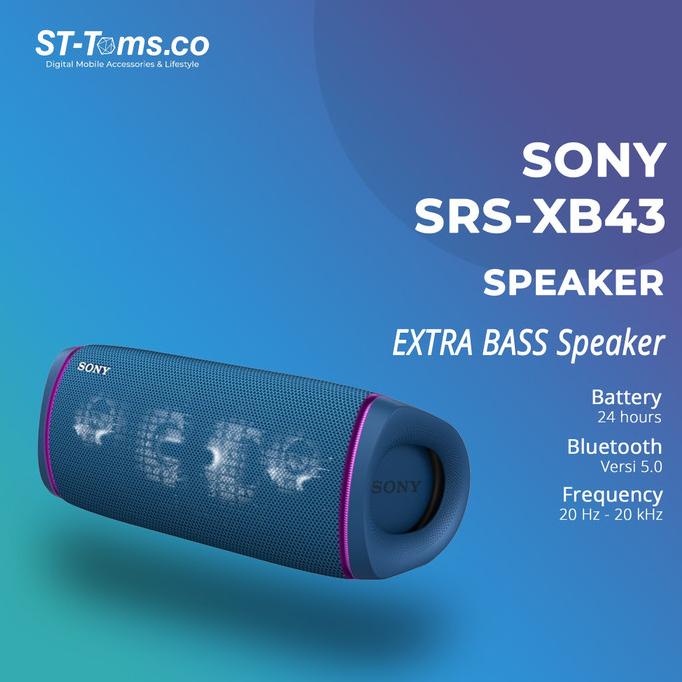 ST-Toms.co
Digital Mobile Accessories & Lifestyle
SONY
SRS-XB43
SPEAKER
EXTRA BASS Speaker
Battery
24 hours
Bluetooth
Versi 5.0
Frequency
20 Hz - 20 kHz
SONY
SONY